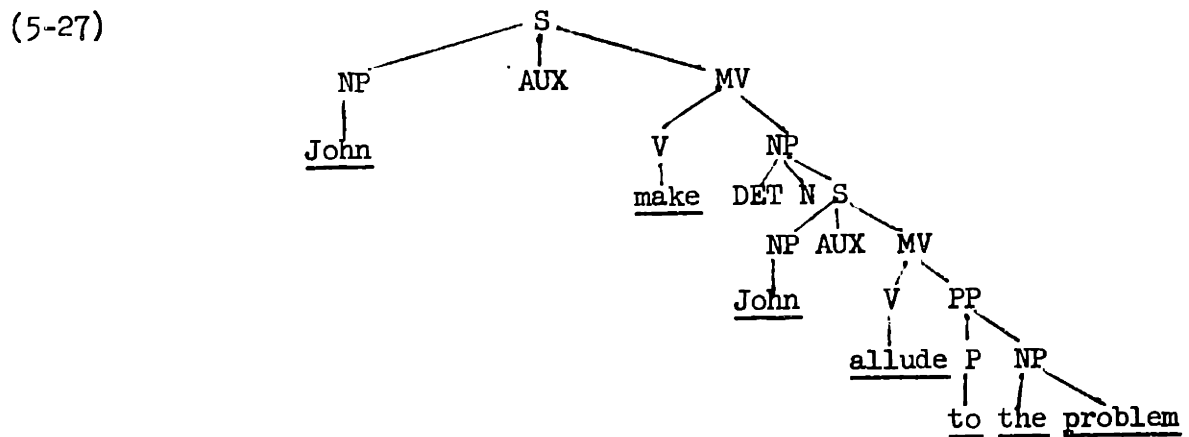 (5-27)
S
NP AUX MV
John V NP
make DET N S
NP AUX MV
John V PP
allude P NP
to the problem